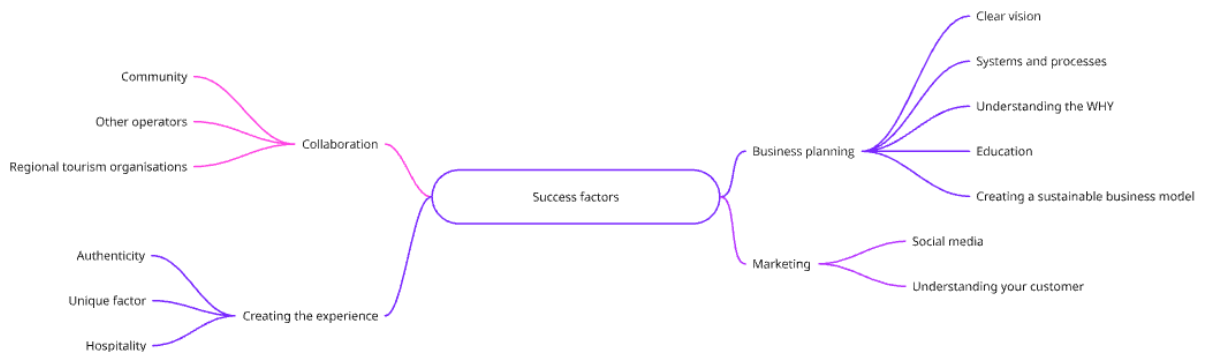 Success factors
Collaboration
Community
Other operators
Regional tourism organisations
Creating the experience
Authenticity
Unique factor
Hospitality
Business planning
Clear vision
Systems and processes
Understanding the WHY
Education
Creating a sustainable business model
Marketing
Social media
Understanding your customer